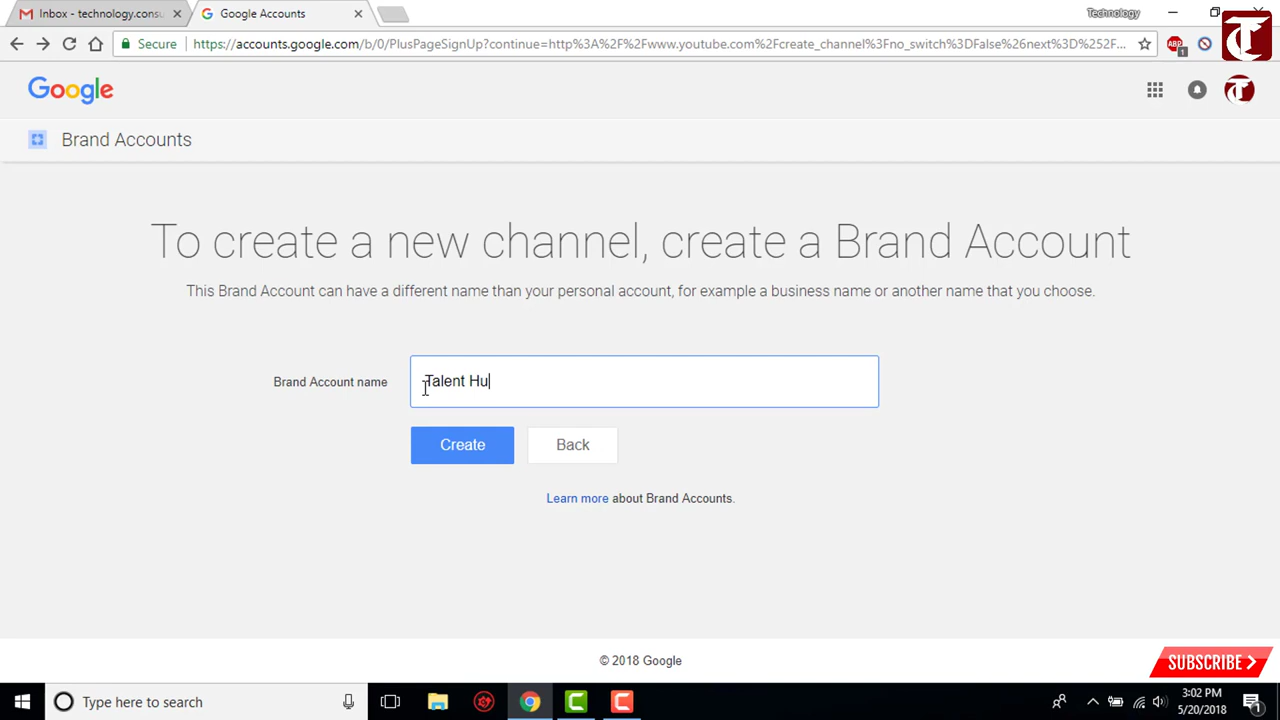 Inbox - technology.consu
Google Accounts
Technology
Secure
https://accounts.google.com/b/0/PlusPageSignUp?continue=http%3A%2F%2Fwww.youtube.com%2Fcreate_channel%3Fno_switch%3DFalse%26next%3D%252F...
ABP
1
Google
Brand Accounts
To create a new channel, create a Brand Account
This Brand Account can have a different name than your personal account, for example a business name or another name that you choose.
Brand Account name
Talent Hu
Create
Back
Learn more about Brand Accounts.
© 2018 Google
SUBSCRIBE
Type here to search
3:02 PM
5/20/2018
1